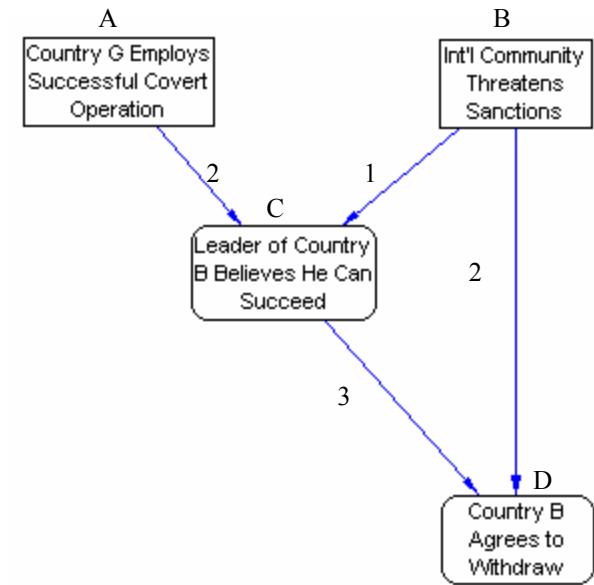 A
B
Country G Employs
Successful Covert
Operation
Int'l Community
Threatens
Sanctions
2
1
C
Leader of Country
B Believes He Can
Succeed
2
3
D
Country B
Agrees to
Withdraw